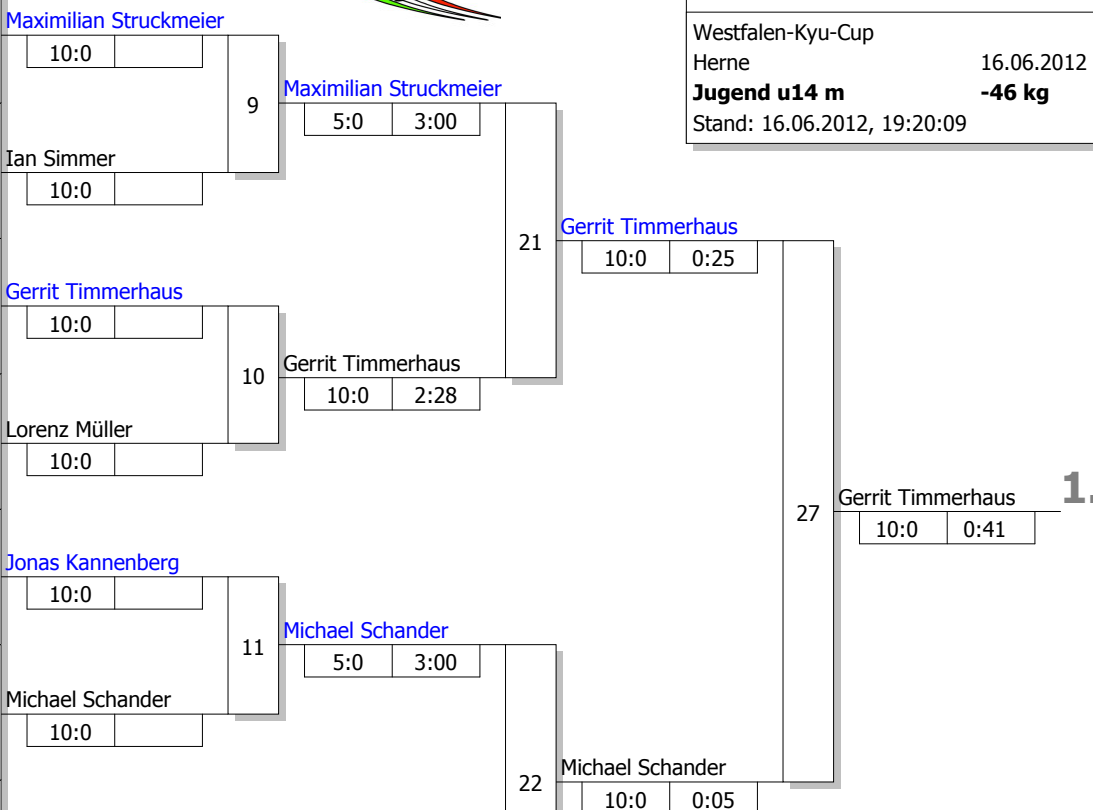 Maximilian Struckmeier
10:0
Westfalen-Kyu-Cup
Herne 16.06.2012
Jugend u14 m -46 kg
Stand: 16.06.2012, 19:20:09
9
Maximilian Struckmeier
5:0 3:00
Ian Simmer
10:0
21
Gerrit Timmerhaus
10:0 0:25
Gerrit Timmerhaus
10:0
10
Gerrit Timmerhaus
10:0 2:28
Lorenz Müller
10:0
27
Gerrit Timmerhaus 1.
10:0 0:41
Jonas Kannenberg
10:0
11
Michael Schander
5:0 3:00
Michael Schander
10:0
22
Michael Schander
10:0 0:05